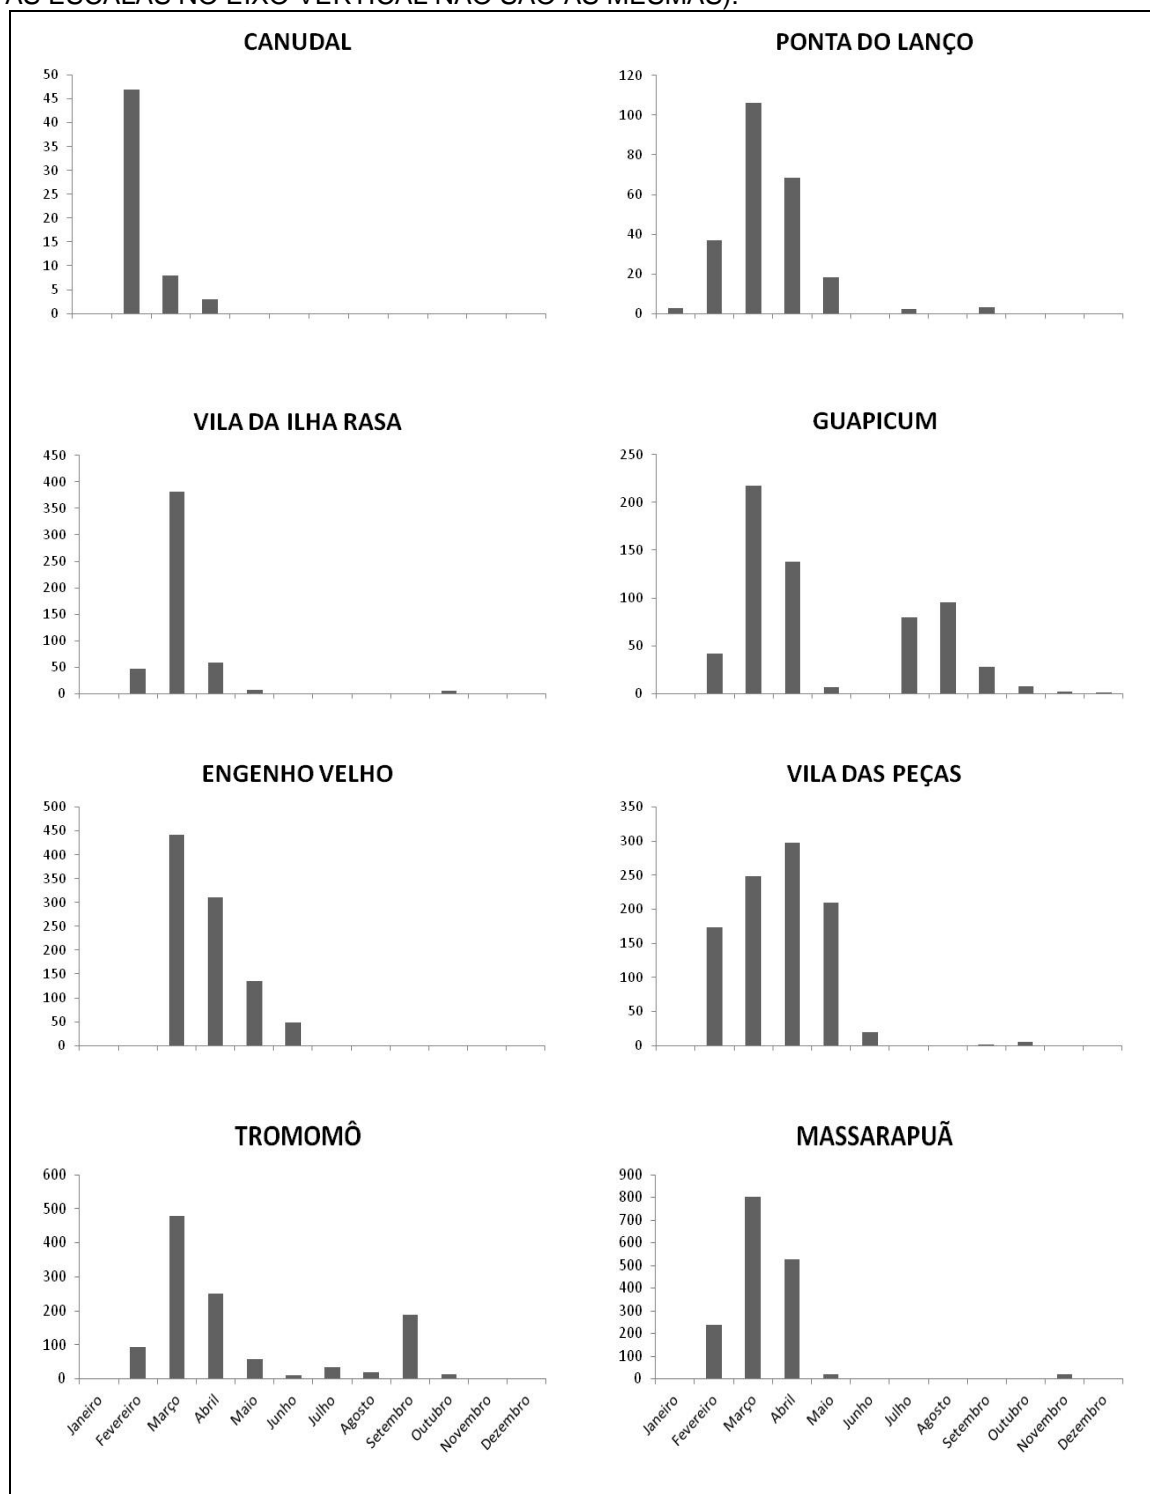 AS ESCALAS NO EIXO VERTICAL NÃO SÃO AS MESMAS).
CANUDAL
50
45
40
35
30
25
20
15
10
5
0
PONTA DO LANÇO
120
100
80
60
40
20
0
VILA DA ILHA RASA
450
400
350
300
250
200
150
100
50
0
GUAPICUM
250
200
150
100
50
0
ENGENHO VELHO
500
450
400
350
300
250
200
150
100
50
0
VILA DAS PEÇAS
350
300
250
200
150
100
50
0
TROMOMÔ
600
500
400
300
200
100
0
Janeiro
Fevereiro
Março
Abril
Maio
Junho
Julho
Agosto
Setembro
Outubro
Novembro
Dezembro
MASSARAPUÃ
900
800
700
600
500
400
300
200
100
0
Janeiro
Fevereiro
Março
Abril
Maio
Junho
Julho
Agosto
Setembro
Outubro
Novembro
Dezembro